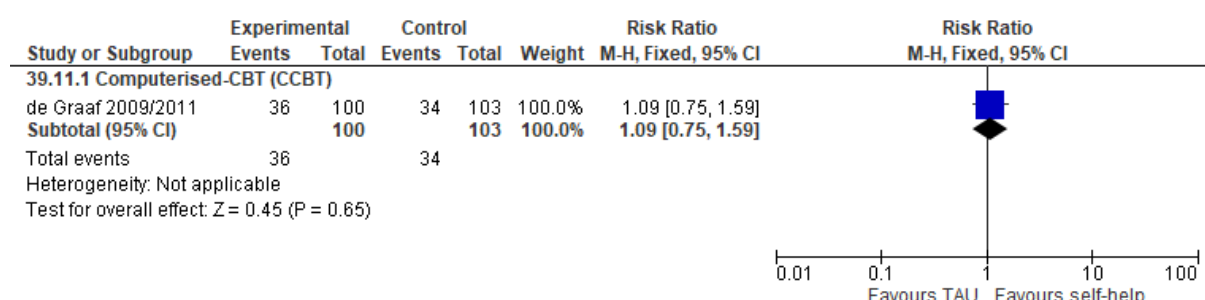 Experimental Control Risk Ratio Risk Ratio
Study or Subgroup Events Total Events Total Weight M-H, Fixed, 95% CI M-H, Fixed, 95% CI
39.11.1 Computerised-CBT (CCBT)
de Graaf 2009/2011 36 100 34 103 100.0% 1.09 [0.75, 1.59]
Subtotal (95% CI) 100 103 100.0% 1.09 [0.75, 1.59]
Total events 36 34
Heterogeneity: Not applicable
Test for overall effect: Z = 0.45 (P = 0.65)
0.01 0.1 1 10 100
Favours TAU Favours self-help